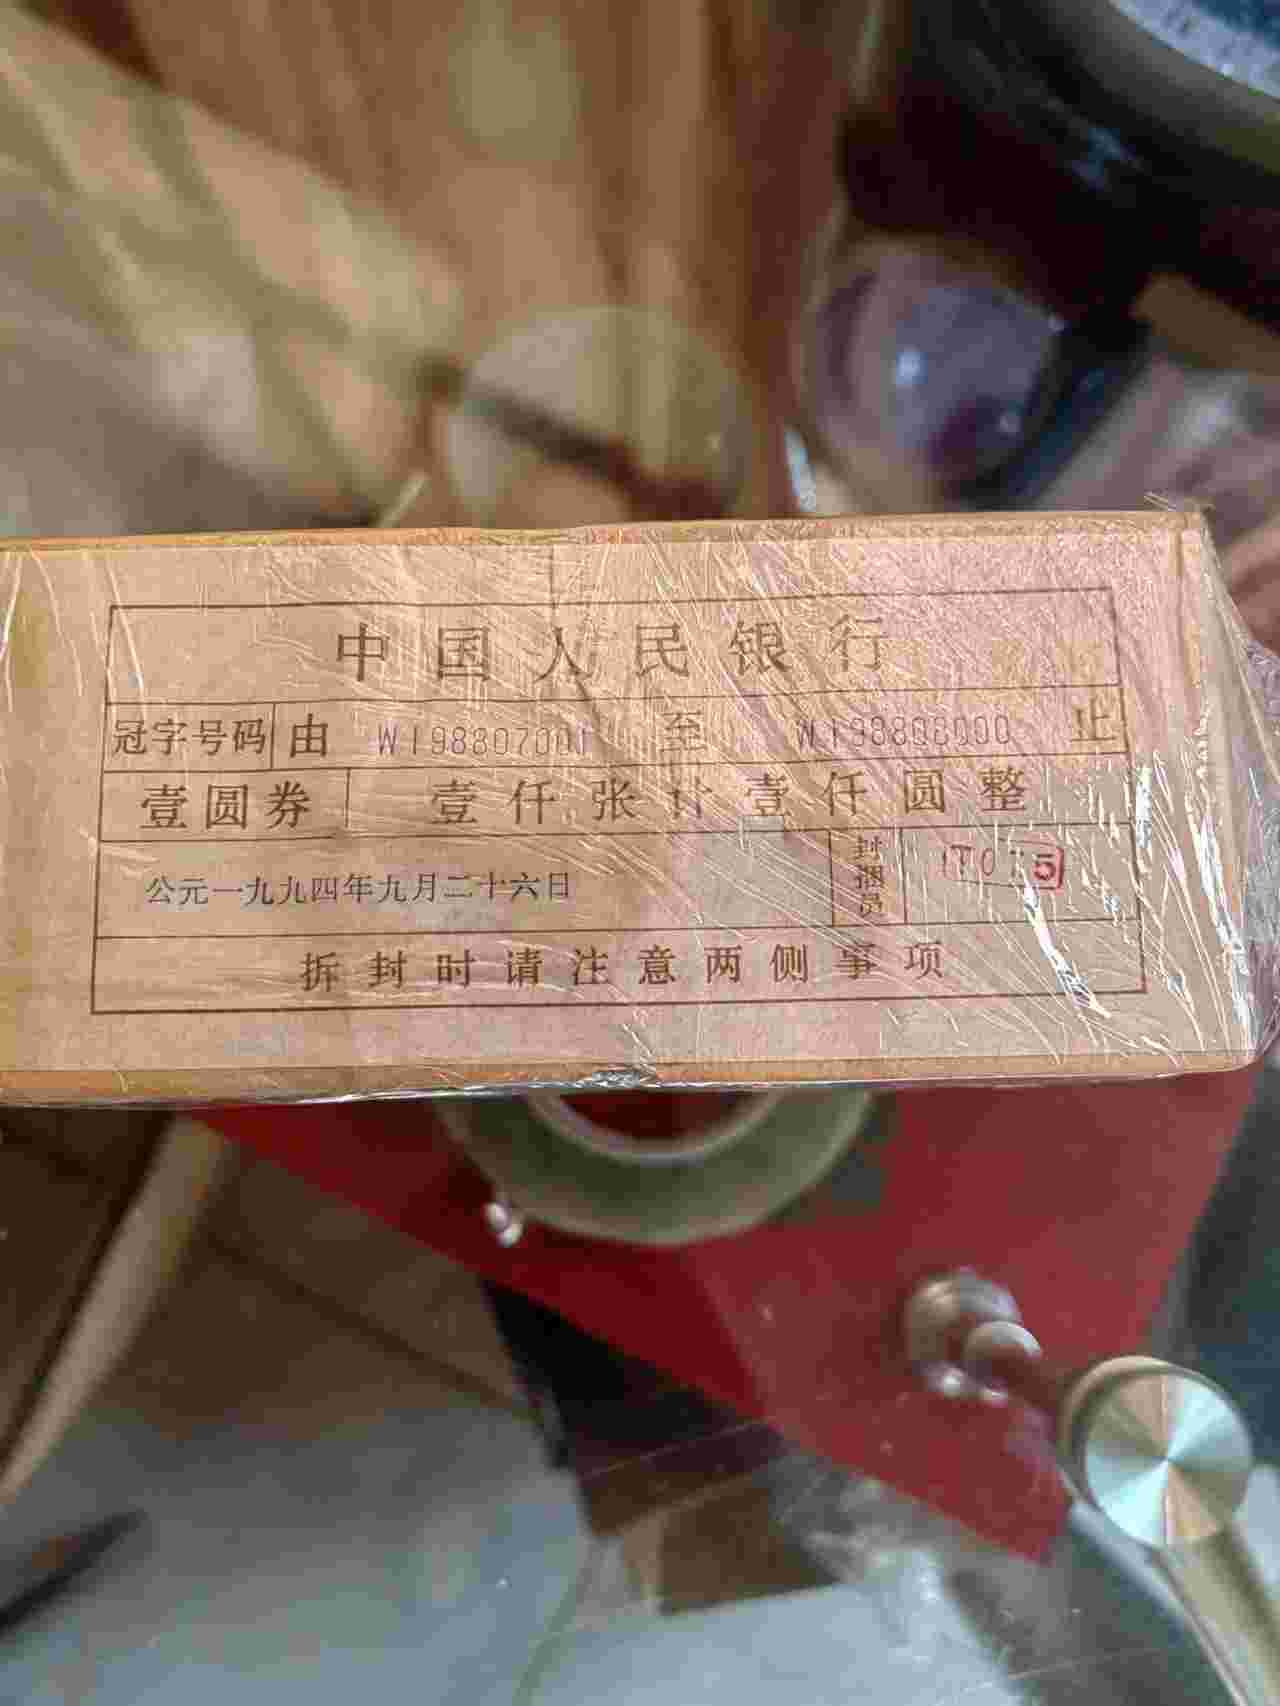 中国人民银行
冠字号码 由 WI98807001 至 WI98808000 止
壹圆券 壹仟张计壹仟圆整
公元一九九四年九月二十六日 封捆员
拆封时请注意两侧事项